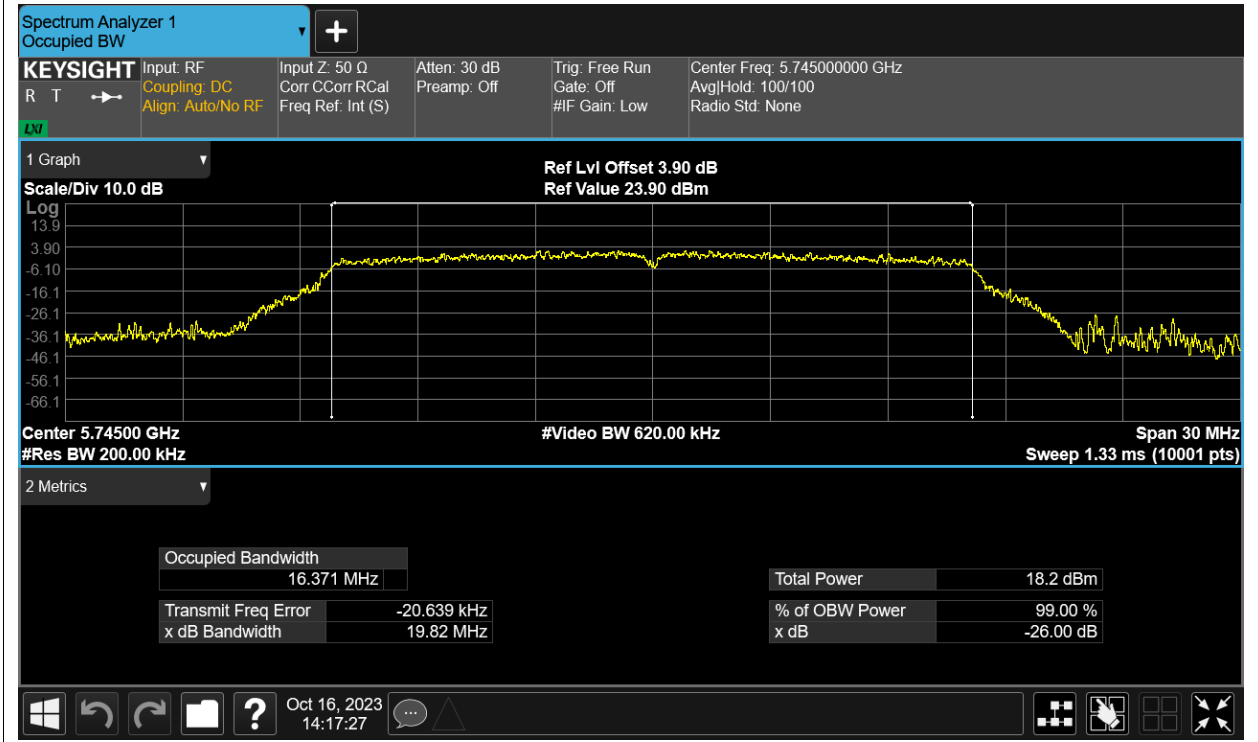 Spectrum Analyzer 1
Occupied BW
KEYSIGHT
R T
LXI
Input: RF
Coupling: DC
Align: Auto/No RF
Input Z: 50 Ω
Corr CCorr RCal
Freq Ref: Int (S)
Atten: 30 dB
Preamp: Off
Trig: Free Run
Gate: Off
#IF Gain: Low
Center Freq: 5.745000000 GHz
Avg|Hold: 100/100
Radio Std: None
1 Graph
Scale/Div 10.0 dB
Ref Lvl Offset 3.90 dB
Ref Value 23.90 dBm
Log
13.9
3.90
-6.10
-16.1
-26.1
-36.1
-46.1
-56.1
-66.1
Center 5.74500 GHz
#Video BW 620.00 kHz
Span 30 MHz
#Res BW 200.00 kHz
Sweep 1.33 ms (10001 pts)
2 Metrics
Occupied Bandwidth
16.371 MHz
Total Power 18.2 dBm
Transmit Freq Error -20.639 kHz
% of OBW Power 99.00 %
x dB Bandwidth 19.82 MHz
x dB -26.00 dB
?
Oct 16, 2023
14:17:27